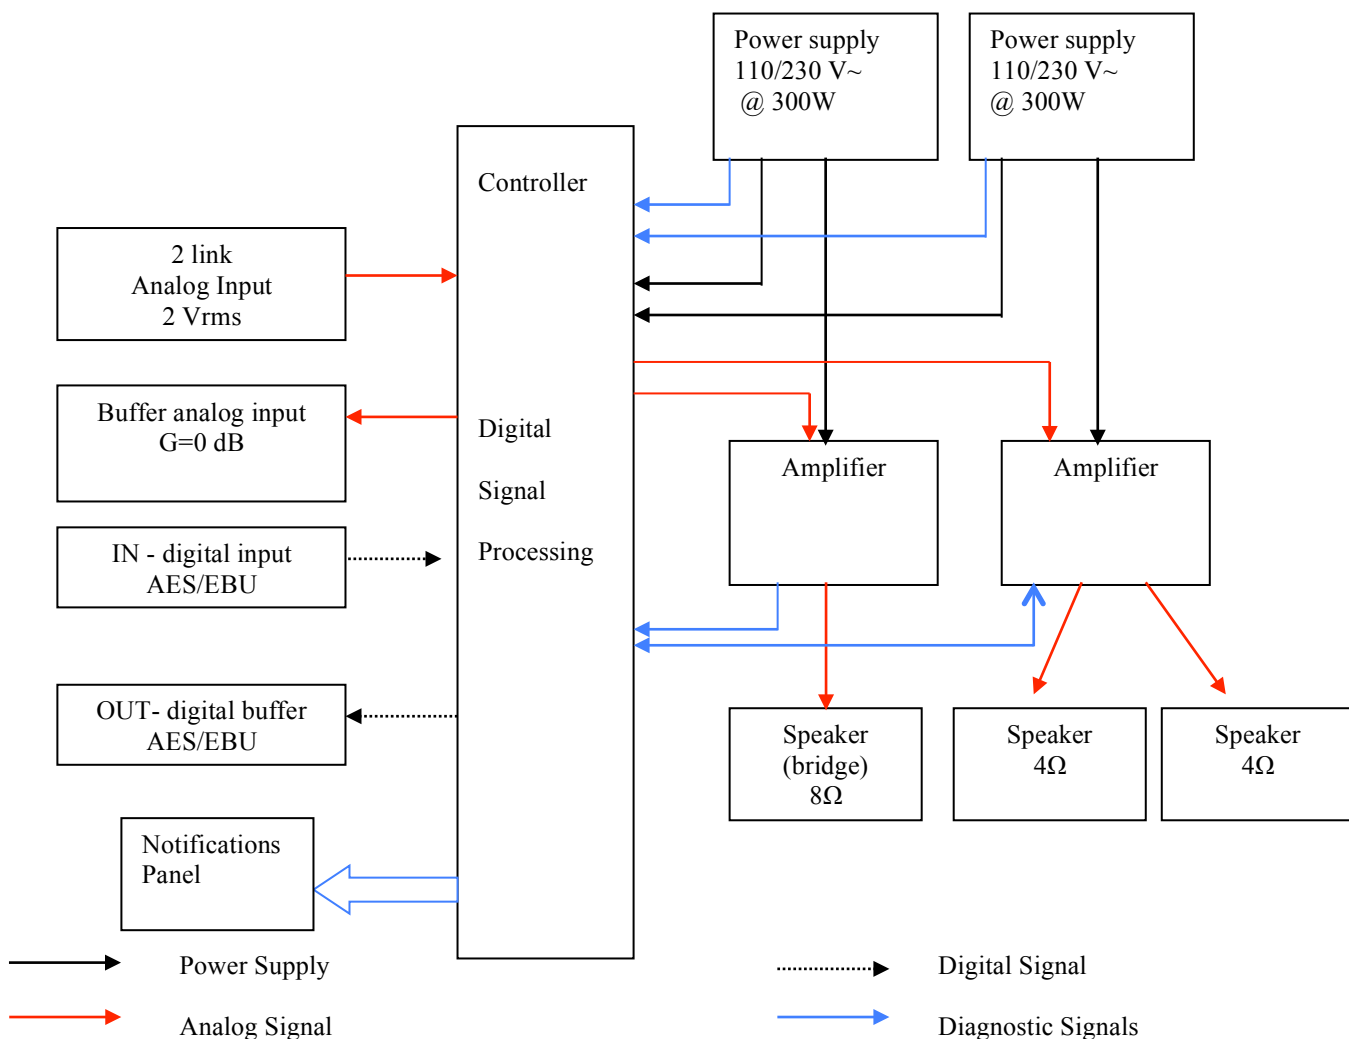 Power supply
110/230 V~
@ 300W
Power supply
110/230 V~
@ 300W
Controller
Digital
Signal
Processing
2 link
Analog Input
2 Vrms
Buffer analog input
G=0 dB
IN - digital input
AES/EBU
OUT- digital buffer
AES/EBU
Notifications
Panel
Amplifier
Amplifier
Speaker
(bridge)
8Ω
Speaker
4Ω
Speaker
4Ω
Power Supply
Analog Signal
Digital Signal
Diagnostic Signals